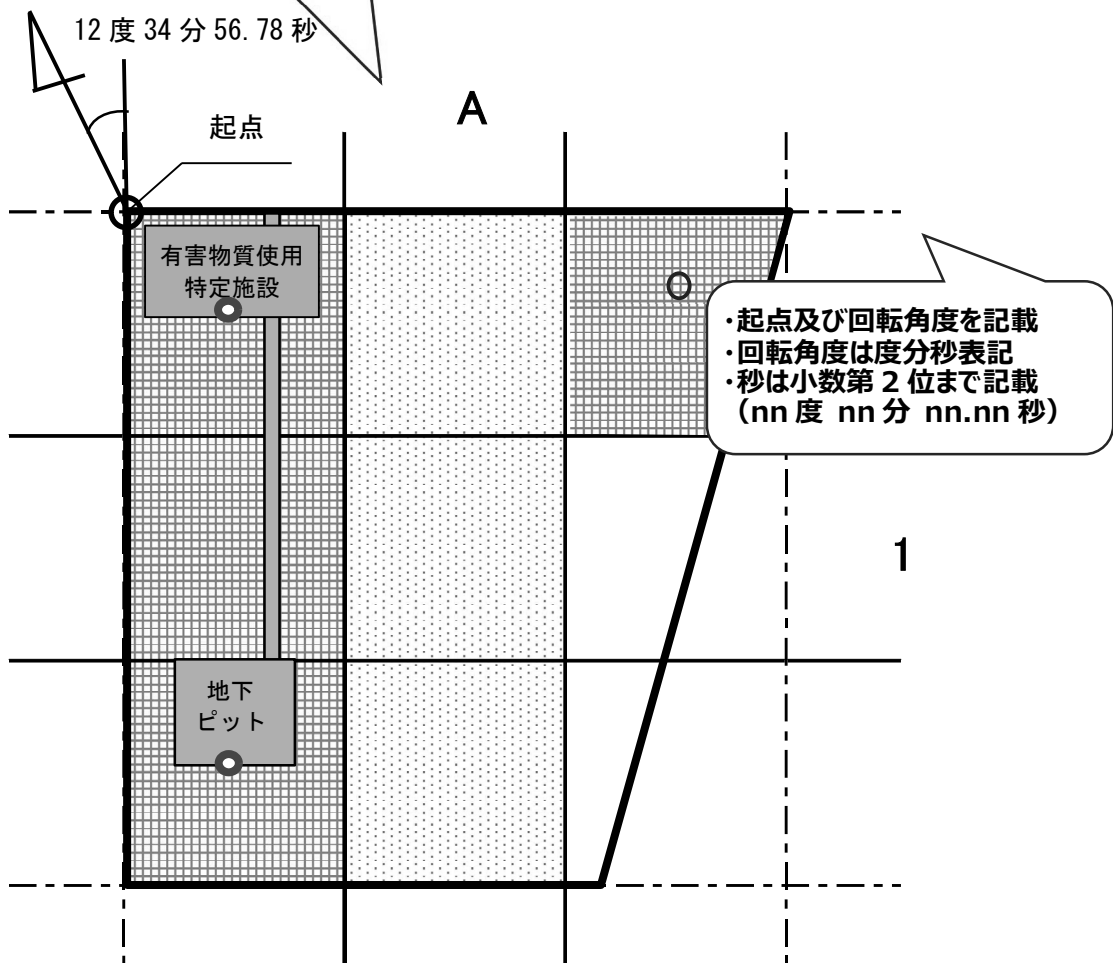 12 度 34 分 56.78 秒
A
起点
有害物質使用
特定施設
・起点及び回転角度を記載
・回転角度は度分秒表記
・秒は小数第 2 位まで記載
（nn 度 nn 分 nn.nn 秒）
1
地下
ピット